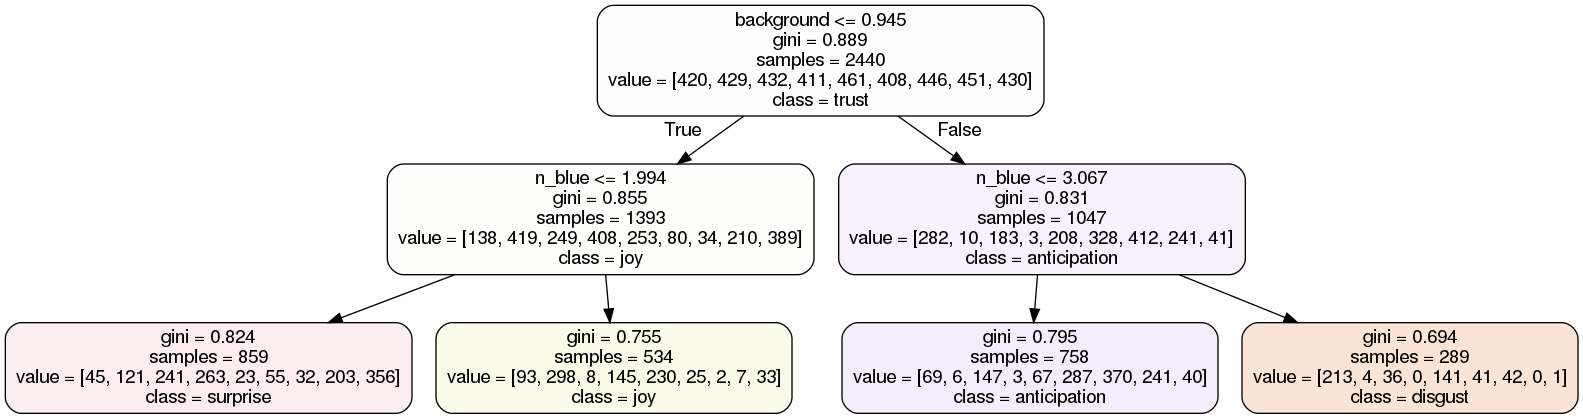 background <= 0.945
gini = 0.889
samples = 2440
value = [420, 429, 432, 411, 461, 408, 446, 451, 430]
class = trust
True
False
n_blue <= 1.994
gini = 0.855
samples = 1393
value = [138, 419, 249, 408, 253, 80, 34, 210, 389]
class = joy
n_blue <= 3.067
gini = 0.831
samples = 1047
value = [282, 10, 183, 3, 208, 328, 412, 241, 41]
class = anticipation
gini = 0.824
samples = 859
value = [45, 121, 241, 263, 23, 55, 32, 203, 356]
class = surprise
gini = 0.755
samples = 534
value = [93, 298, 8, 145, 230, 25, 2, 7, 33]
class = joy
gini = 0.795
samples = 758
value = [69, 6, 147, 3, 67, 287, 370, 241, 40]
class = anticipation
gini = 0.694
samples = 289
value = [213, 4, 36, 0, 141, 41, 42, 0, 1]
class = disgust